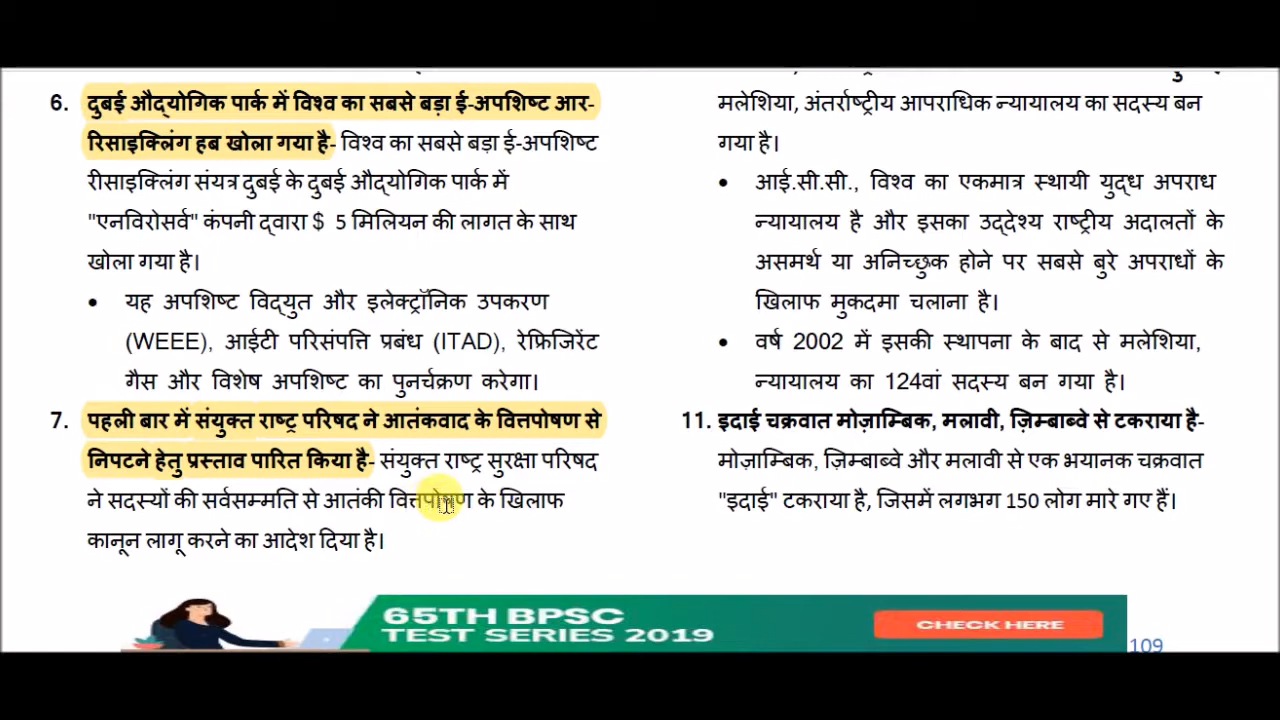 6. दुबई औद्योगिक पार्क में विश्व का सबसे बड़ा ई-अपशिष्ट आर-
रिसाइक्लिंग हब खोला गया है- विश्व का सबसे बड़ा ई-अपशिष्ट
रीसाइक्लिंग संयत्र दुबई के दुबई औद्योगिक पार्क में
"एनविरोसर्व" कंपनी द्वारा $ 5 मिलियन की लागत के साथ
खोला गया है।
• यह अपशिष्ट विद्युत और इलेक्ट्रॉनिक उपकरण
(WEEE), आईटी परिसंपत्ति प्रबंध (ITAD), रेफ्रिजिरेंट
गैस और विशेष अपशिष्ट का पुनर्चक्रण करेगा।
7. पहली बार में संयुक्त राष्ट्र परिषद ने आतंकवाद के वित्तपोषण से
निपटने हेतु प्रस्ताव पारित किया है- संयुक्त राष्ट्र सुरक्षा परिषद
ने सदस्यों की सर्वसम्मति से आतंकी वित्तपोषण के खिलाफ
कानून लागू करने का आदेश दिया है।
मलेशिया, अंतर्राष्ट्रीय आपराधिक न्यायालय का सदस्य बन
गया है।
• आई.सी.सी., विश्व का एकमात्र स्थायी युद्ध अपराध
न्यायालय है और इसका उद्देश्य राष्ट्रीय अदालतों के
असमर्थ या अनिच्छुक होने पर सबसे बुरे अपराधों के
खिलाफ मुकदमा चलाना है।
• वर्ष 2002 में इसकी स्थापना के बाद से मलेशिया,
न्यायालय का 124वां सदस्य बन गया है।
11. इदाई चक्रवात मोज़ाम्बिक, मलावी, ज़िम्बाब्वे से टकराया है-
मोज़ाम्बिक, ज़िम्बाब्वे और मलावी से एक भयानक चक्रवात
"इदाई" टकराया है, जिसमें लगभग 150 लोग मारे गए हैं।
65TH BPSC
TEST SERIES 2019
CHECK HERE
109